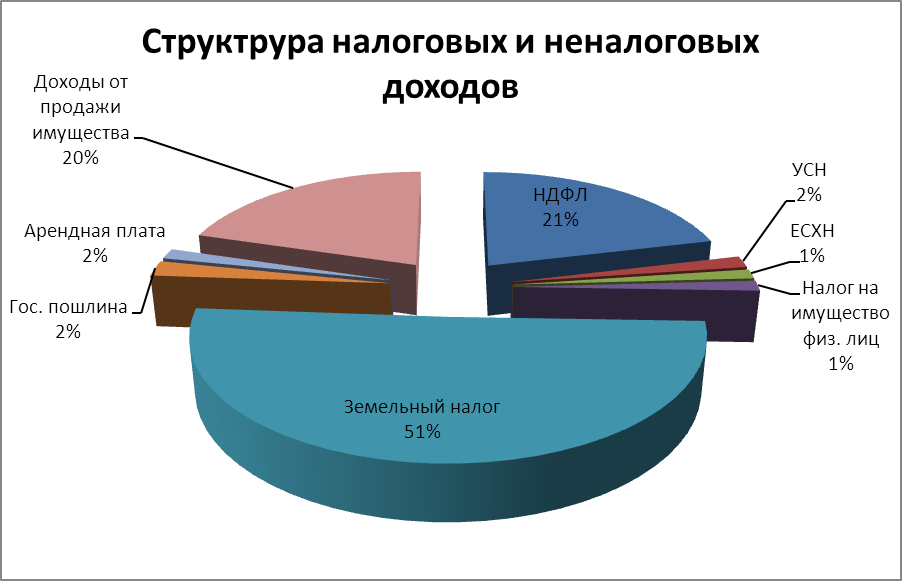 Структрура налоговых и неналоговых
доходов
Доходы от
продажи
имущества
20%
НДФЛ
21%
УСН
2%
ЕСХН
1%
Налог на
имущество
физ. лиц
1%
Арендная плата
2%
Гос. пошлина
2%
Земельный налог
51%